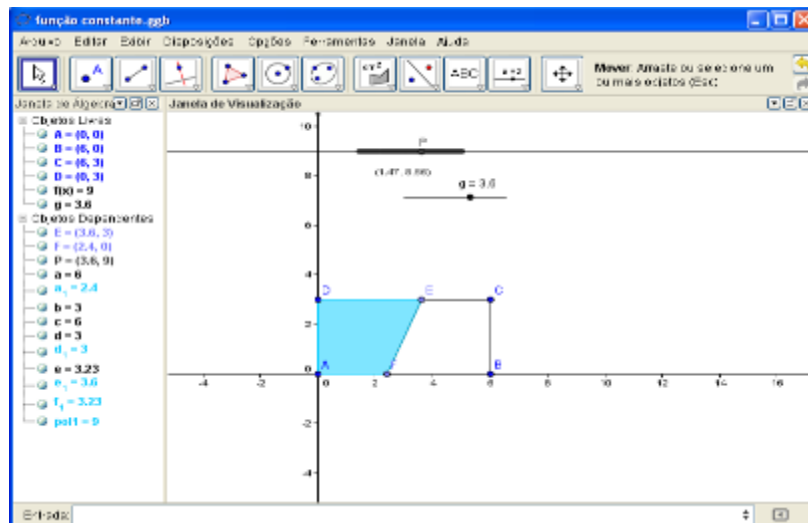 função constante.ggb
Arquivo Editar Exibir Disposições Opções Ferramentas Janela Ajuda
ABC
a=2
Mover: Arraste ou selecione um
ou mais objetos (Esc)
Janela de Álgebra
Janela de Visualização
Objetos Livres
A = (0, 0)
B = (6, 0)
C = (6, 3)
D = (0, 3)
f(x) = 9
g = 3.6
Objetos Dependentes
E = (3.6, 3)
F = (2.4, 0)
P = (3.6, 9)
a = 6
a₁ = 2.4
b = 3
c = 6
d = 3
d₁ = 3
e = 3.23
e₁ = 3.6
f₁ = 3.23
pol1 = 9
10
P
8
g = 3.6
6
4
D E C
2
0 A F B
-4 -2 0 2 4 6 8 10 12 14 16
-2
-4
Entrada: